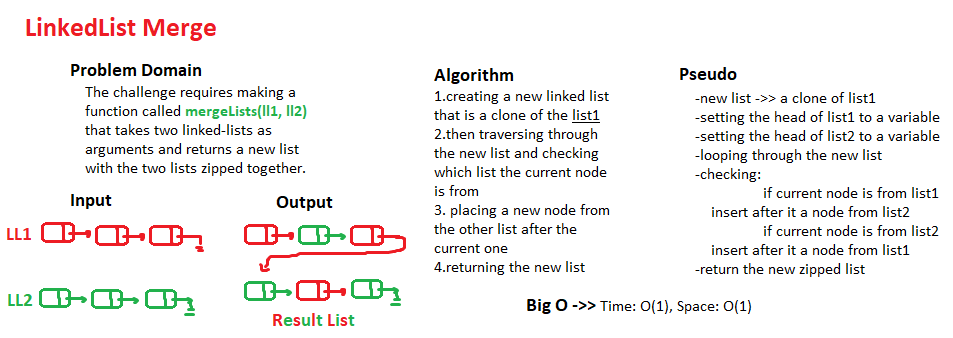 LinkedList Merge
Problem Domain
The challenge requires making a
function called mergeLists(ll1, ll2)
that takes two linked-lists as
arguments and returns a new list
with the two lists zipped together.
Input
Output
LL1
LL2
Result List
Algorithm
1.creating a new linked list
that is a clone of the list1
2.then traversing through
the new list and checking
which list the current node
is from
3. placing a new node from
the other list after the
current one
4.returning the new list
Pseudo
-new list ->> a clone of list1
-setting the head of list1 to a variable
-setting the head of list2 to a variable
-looping through the new list
-checking:
if current node is from list1
insert after it a node from list2
if current node is from list2
insert after it a node from list1
-return the new zipped list
Big O ->> Time: O(1), Space: O(1)